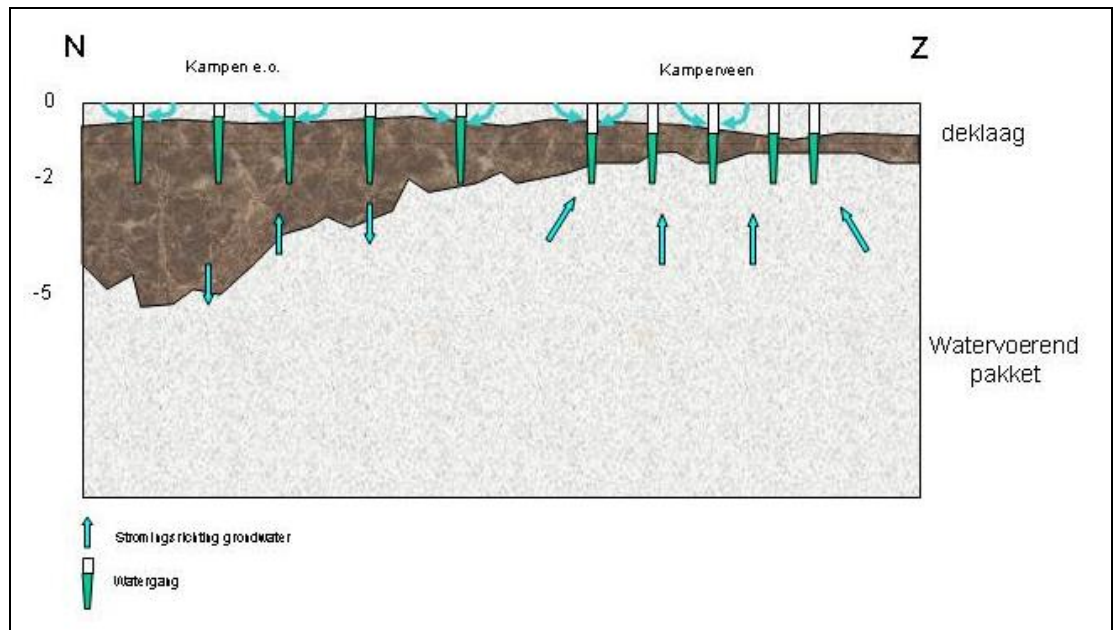 N
Z
Kampen e.o.
Kamperveen
0
deklaag
-2
-5
Watervoerend
pakket
Stromingsrichting grondwater
Watergang